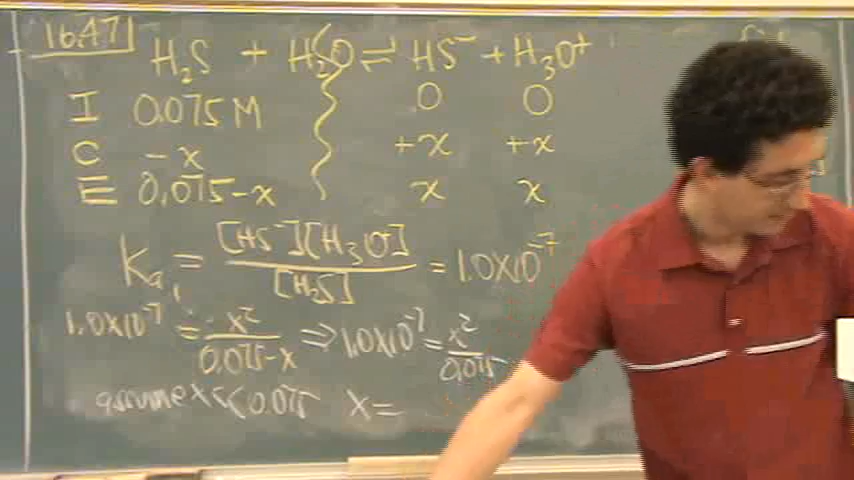 16.47
H₂S + H₂O ⇌ HS⁻ + H₃O⁺
I 0.075 M 0 0
C -x +x +x
E 0.075-x x x
Ka₁ = [HS⁻][H₃O⁺] / [H₂S] = 1.0x10⁻⁷
1.0x10⁻⁷ = x² / 0.075-x ⇒ 1.0x10⁻⁷ = x² / 0.075
assume x << 0.075 x =